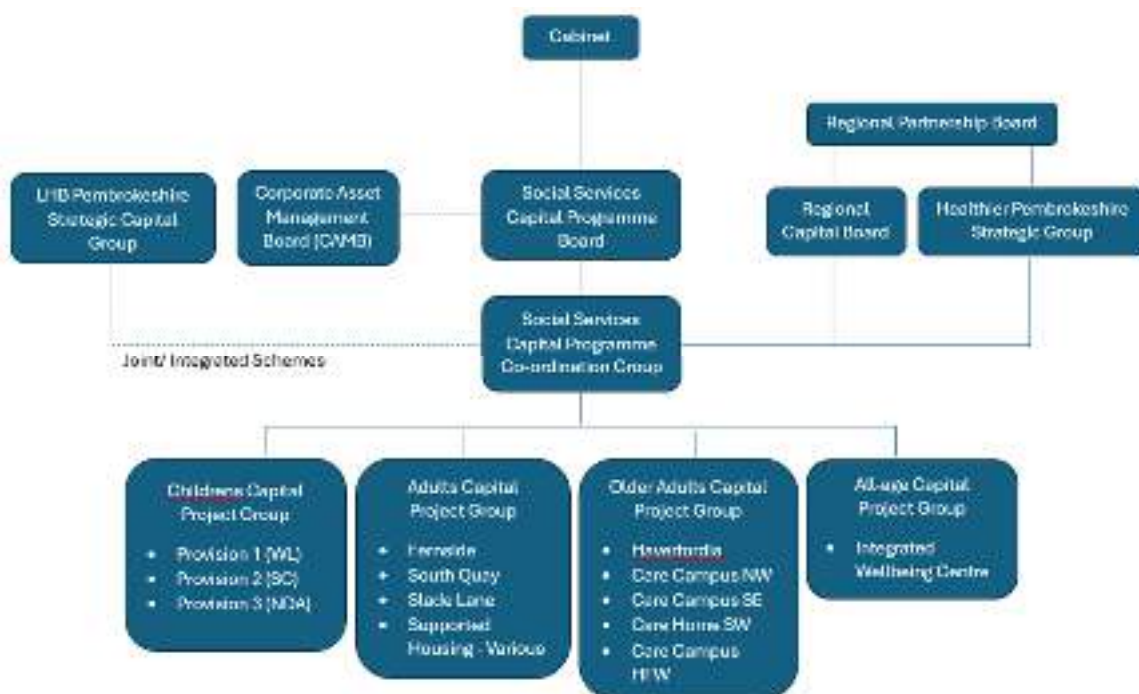 Cabinet
Regional Partnership Board
LHB Pembrokeshire
Strategic Capital
Group
Corporate Asset
Management
Board (CAMB)
Social Services
Capital Programme
Board
Regional
Capital Board
Healthier Pembrokeshire
Strategic Group
Social Services
Capital Programme
Co-ordination Group
Joint/ Integrated Schemes
Childrens Capital
Project Group
• Provision 1 (WL)
• Provision 2 (SC)
• Provision 3 (NDA)
Adults Capital
Project Group
• Fernside
• South Quay
• Slade Lane
• Supported
Housing - Various
Older Adults Capital
Project Group
• Haverfordia
• Care Campus NW
• Care Campus SE
• Care Home SW
• Care Campus
All-age Capital
Project Group
• Integrated
Wellbeing Centre